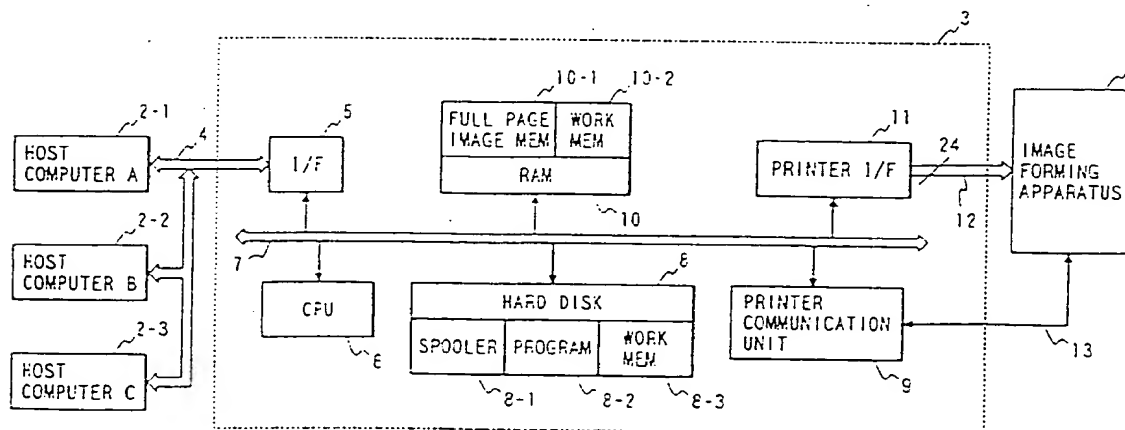 3
10-1
10-2
2-1
4
5
11
FULL PAGE
IMAGE MEM
WORK
MEM
HOST
COMPUTER A
I/F
PRINTER I/F
24
IMAGE
FORMING
APPARATUS
RAM
12
2-2
10
7
8
HOST
COMPUTER B
HARD DISK
CPU
PRINTER
COMMUNICATION
UNIT
2-3
SPOOLER
PROGRAM
WORK
MEM
13
HOST
COMPUTER C
6
9
8-1
8-2
8-3